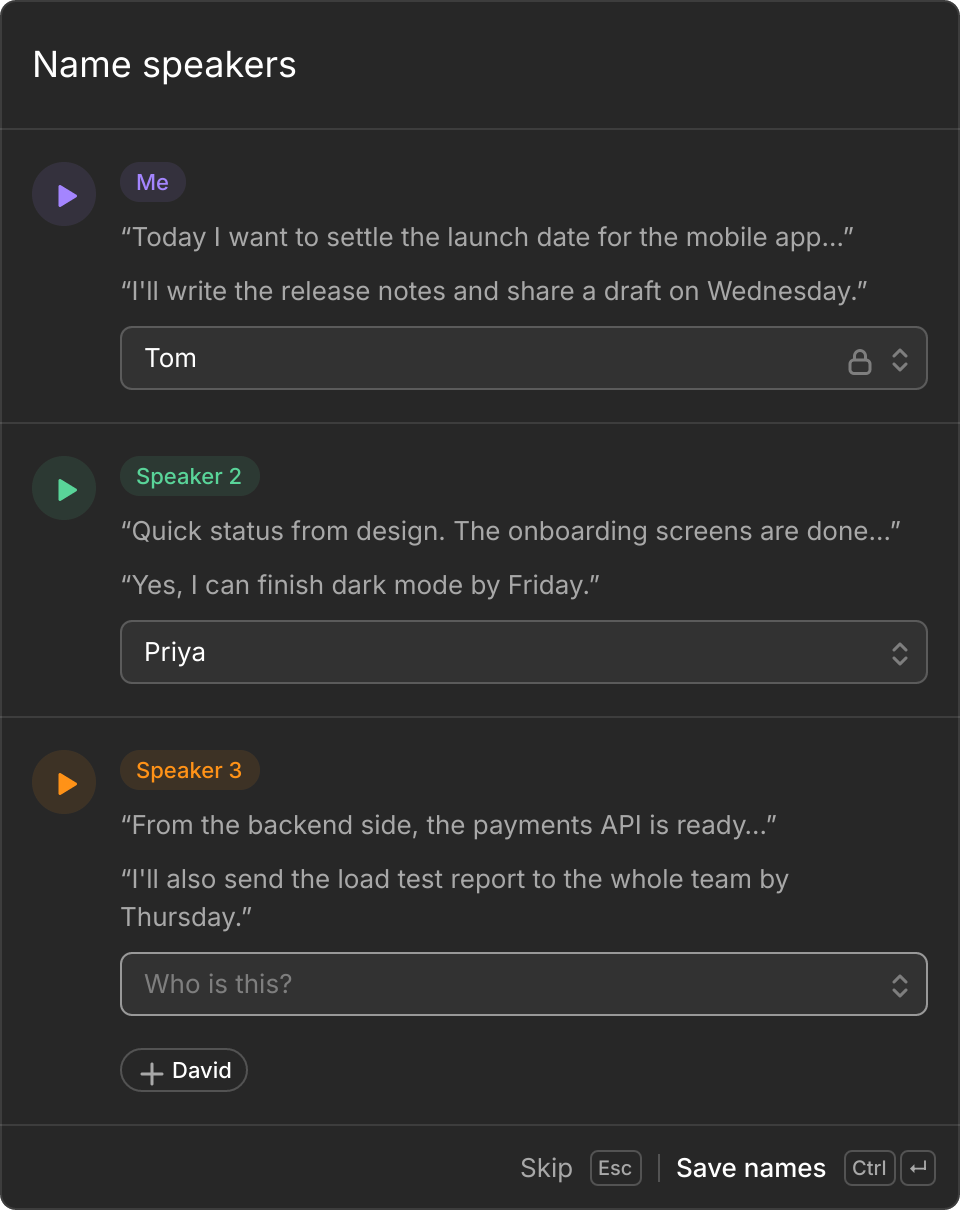 Name speakers
Me
“Today I want to settle the launch date for the mobile app...”
“I'll write the release notes and share a draft on Wednesday.”
Tom
Speaker 2
“Quick status from design. The onboarding screens are done...”
“Yes, I can finish dark mode by Friday.”
Priya
Speaker 3
“From the backend side, the payments API is ready...”
“I'll also send the load test report to the whole team by
Thursday.”
Who is this?
David
Skip Esc Save names Ctrl ↵